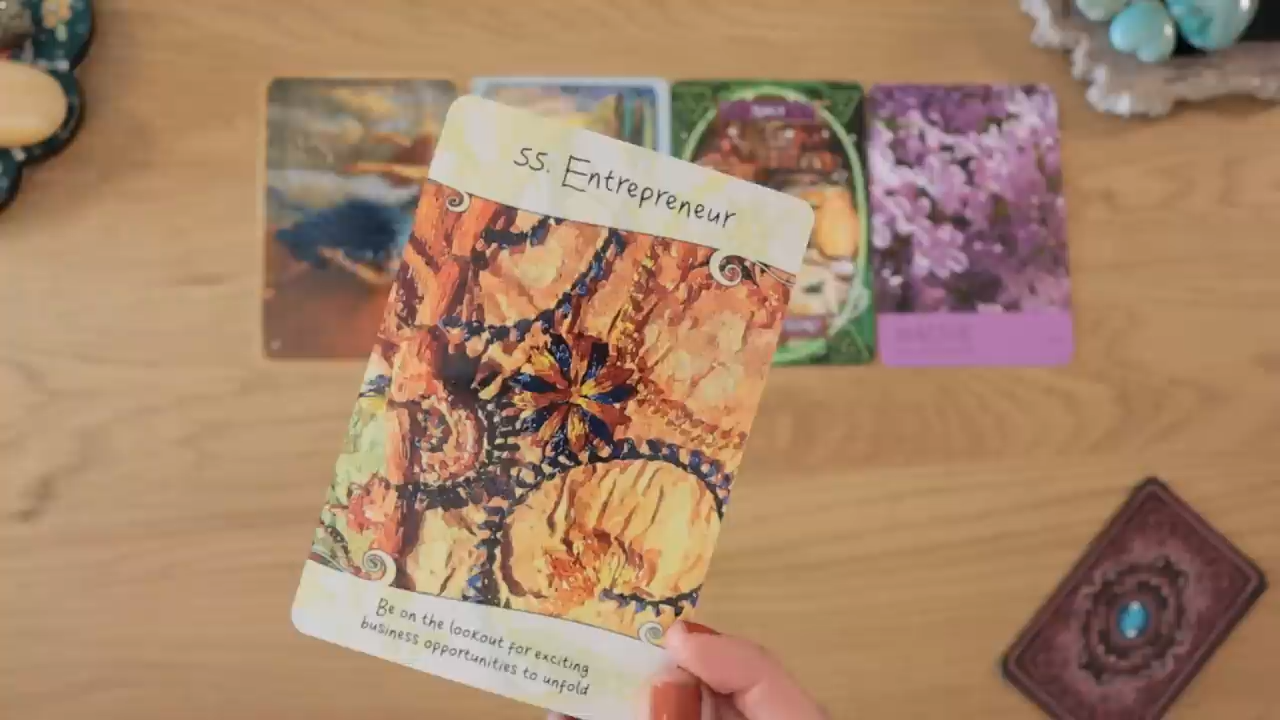 55. Entrepreneur
Be on the lookout for exciting
business opportunities to unfold